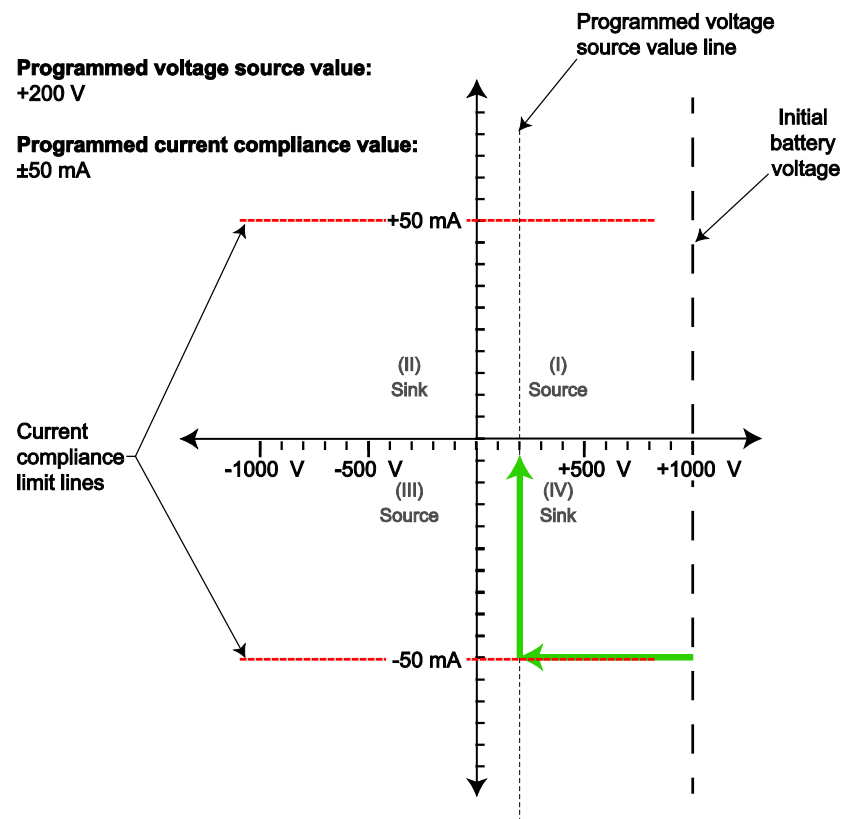 Programmed voltage
source value line
Programmed voltage source value:
+200 V
Initial
battery
voltage
Programmed current compliance value:
±50 mA
+50 mA
(II)
Sink
(I)
Source
Current
compliance
limit lines
-1000 V
-500 V
+500 V
+1000 V
(III)
Source
(IV)
Sink
-50 mA